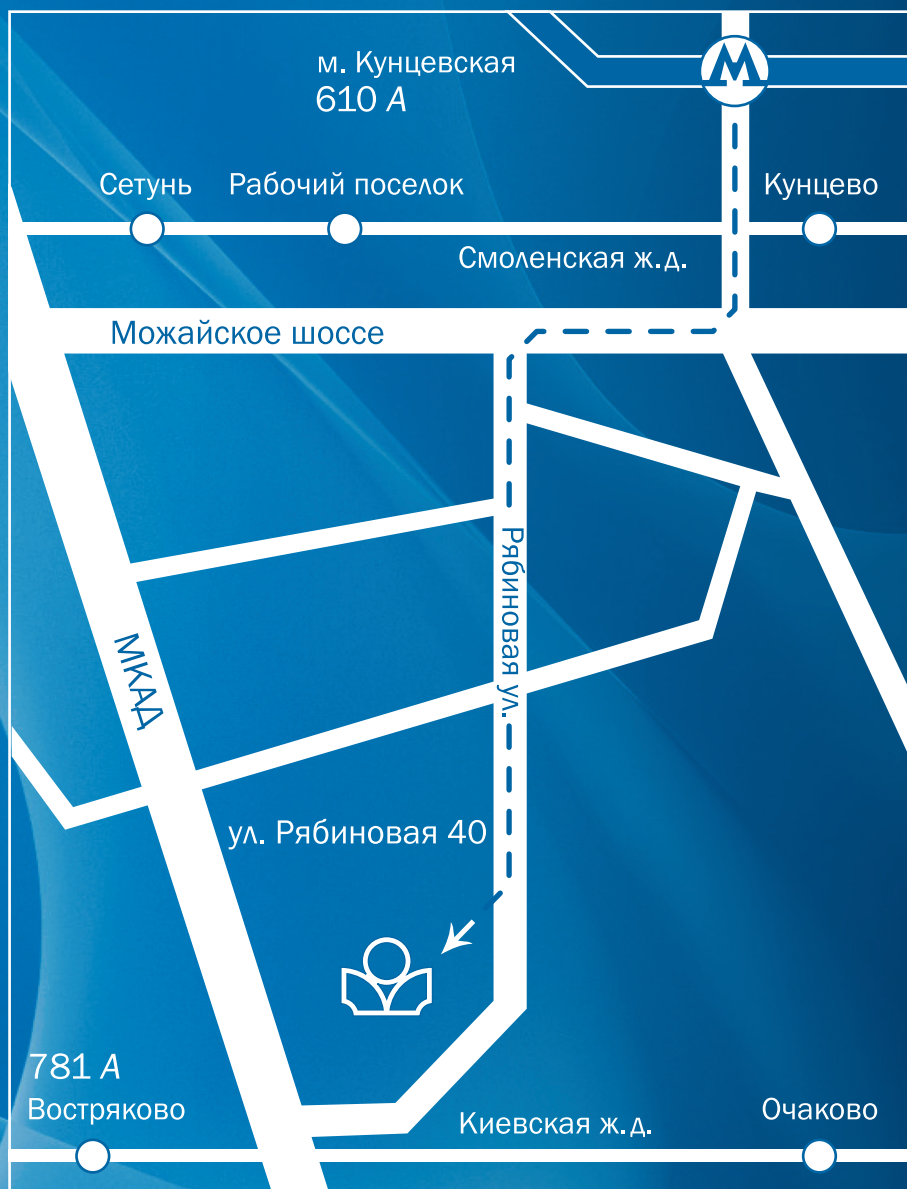 м. Кунцевская
610 А
Сетунь
Рабочий поселок
Кунцево
Смоленская ж.д.
Можайское шоссе
Рябиновая ул.
МКАД
ул. Рябиновая 40
781 А
Востряково
Киевская ж.д.
Очаково